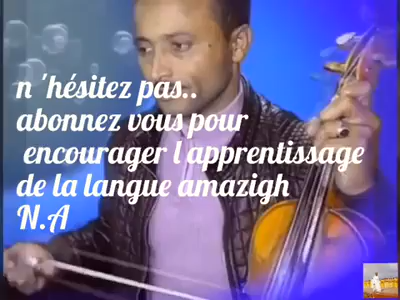 n 'hésitez pas..
abonnez vous pour
encourager l apprentissage
de la langue amazigh
N.A